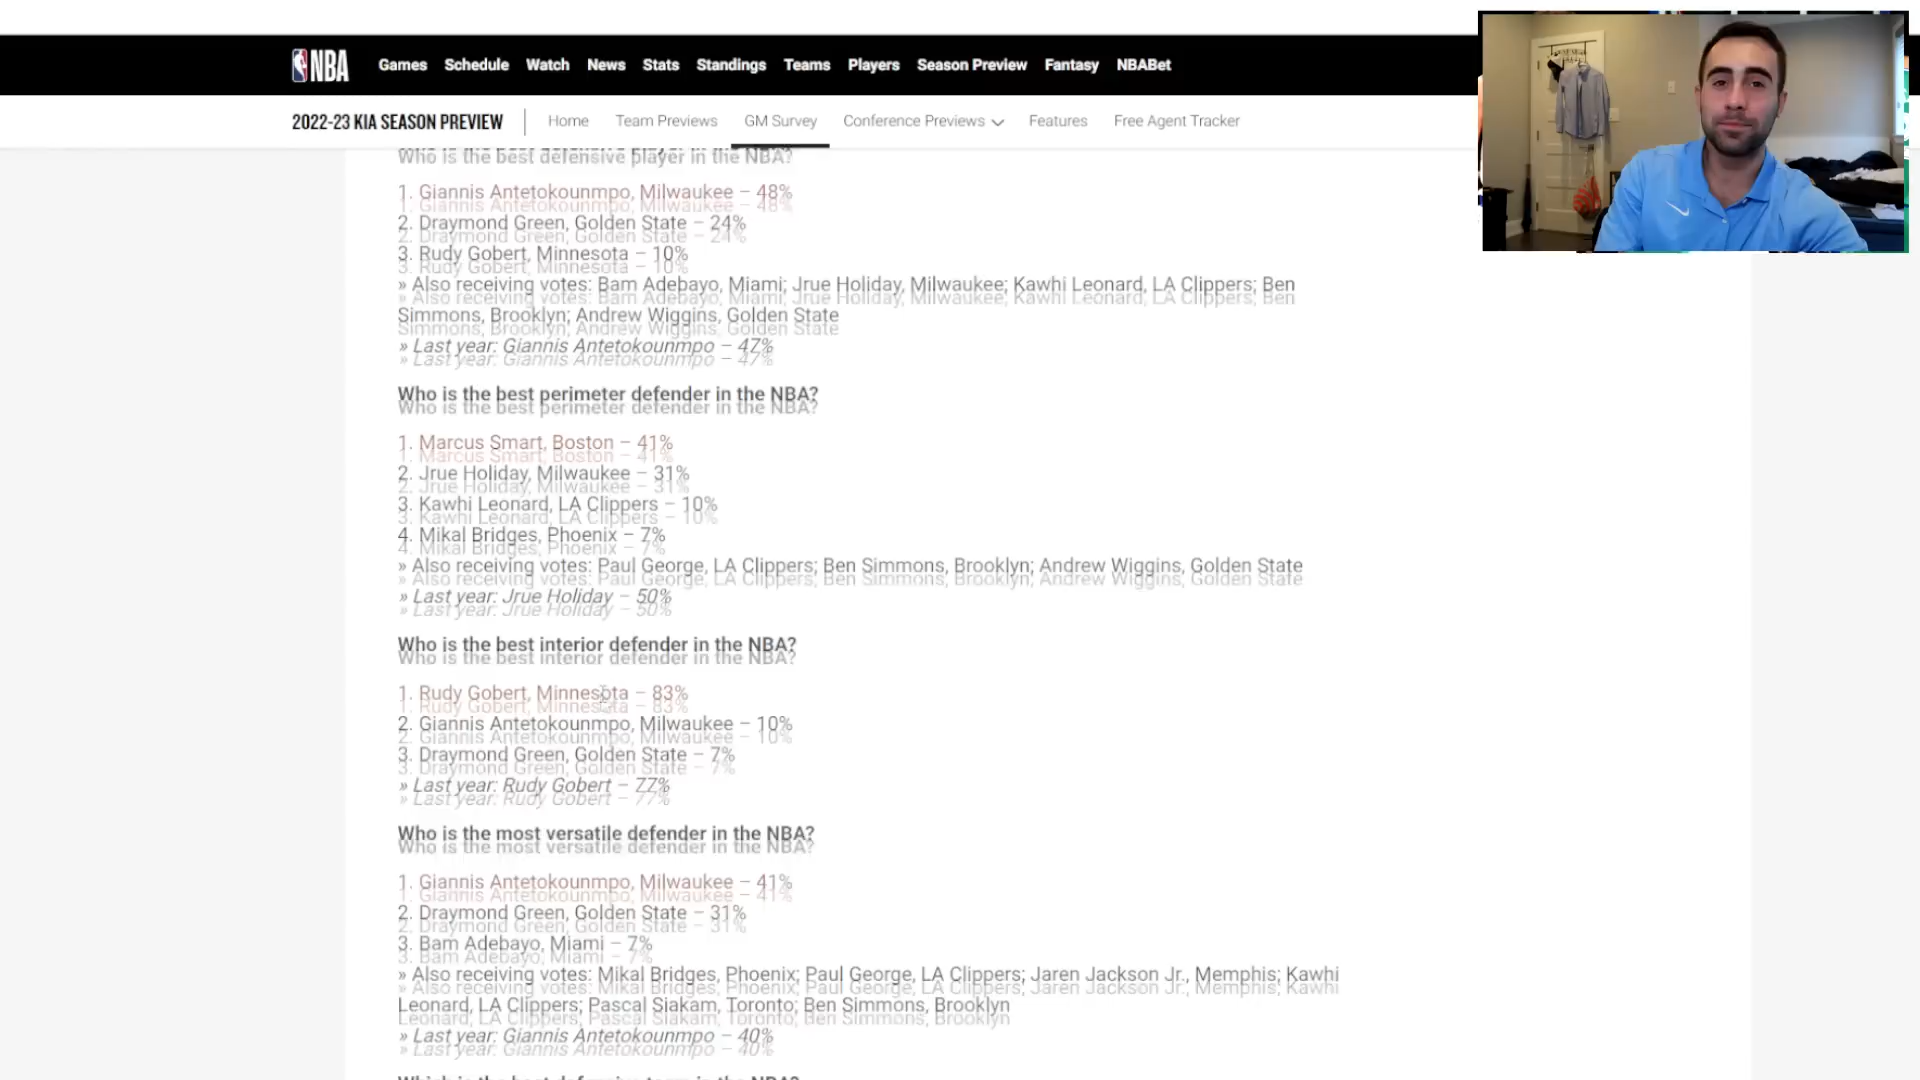 NBA Games Schedule Watch News Stats Standings Teams Players Season Preview Fantasy NBABet
2022-23 KIA SEASON PREVIEW Home Team Previews GM Survey Conference Previews Features Free Agent Tracker
Who is the best defensive player in the NBA?
1. Giannis Antetokounmpo, Milwaukee – 48%
2. Draymond Green, Golden State – 24%
3. Rudy Gobert, Minnesota – 10%
» Also receiving votes: Bam Adebayo, Miami; Jrue Holiday, Milwaukee; Kawhi Leonard, LA Clippers; Ben
Simmons, Brooklyn; Andrew Wiggins, Golden State
» Last year: Giannis Antetokounmpo – 47%
Who is the best perimeter defender in the NBA?
1. Marcus Smart, Boston – 41%
2. Jrue Holiday, Milwaukee – 31%
3. Kawhi Leonard, LA Clippers – 10%
4. Mikal Bridges, Phoenix – 7%
» Also receiving votes: Paul George, LA Clippers; Ben Simmons, Brooklyn; Andrew Wiggins, Golden State
» Last year: Jrue Holiday – 50%
Who is the best interior defender in the NBA?
1. Rudy Gobert, Minnesota – 83%
2. Giannis Antetokounmpo, Milwaukee – 10%
3. Draymond Green, Golden State – 7%
» Last year: Rudy Gobert – 77%
Who is the most versatile defender in the NBA?
1. Giannis Antetokounmpo, Milwaukee – 41%
2. Draymond Green, Golden State – 31%
3. Bam Adebayo, Miami – 7%
» Also receiving votes: Mikal Bridges, Phoenix; Paul George, LA Clippers; Jaren Jackson Jr., Memphis; Kawhi
Leonard, LA Clippers; Pascal Siakam, Toronto; Ben Simmons, Brooklyn
» Last year: Giannis Antetokounmpo – 40%
Which is the best defensive team in the NBA?